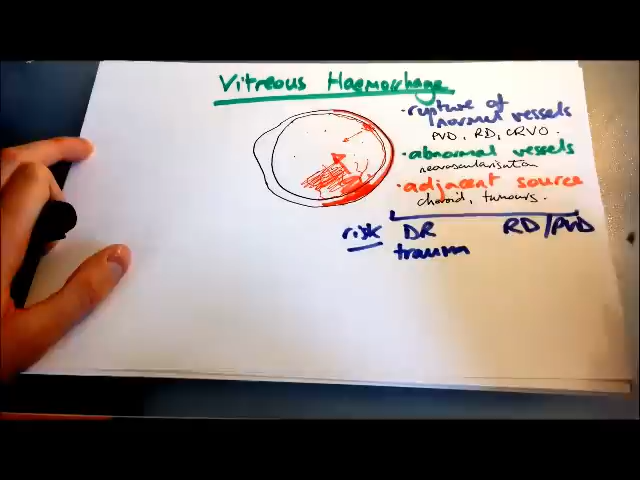 Vitreous Haemorrhage
· rupture of
normal vessels
PVD, RD, CRVO.
· abnormal vessels
neovascularisation
· adjacent source
choroid, tumours.
risk DR RD/PVD
trauma